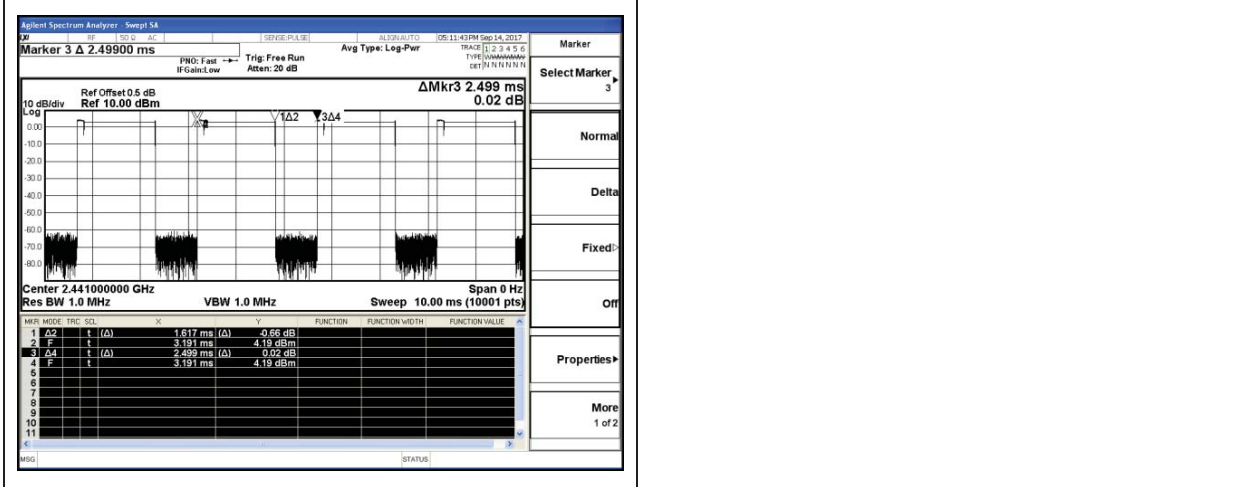 Agilent Spectrum Analyzer - Swept SA
LXI RF 50 Ω AC SENSE:PULSE ALIGNAUTO 05:11:43 PM Sep 14, 2017
Marker 3 Δ 2.49900 ms
PNO: Fast
IFGain:Low
Trig: Free Run
Atten: 20 dB
Avg Type: Log-Pwr
TRACE 1 2 3 4 5 6
TYPE WWWWWW
DET N N N N N N
Ref Offset 0.5 dB
10 dB/div Ref 10.00 dBm
Log
ΔMkr3 2.499 ms
0.02 dB
1Δ2 3Δ4
0.00
-10.0
-20.0
-30.0
-40.0
-50.0
-60.0
-70.0
-80.0
Center 2.441000000 GHz Span 0 Hz
Res BW 1.0 MHz VBW 1.0 MHz Sweep 10.00 ms (10001 pts)
MKR MODE TRC SCL X Y FUNCTION FUNCTION WIDTH FUNCTION VALUE
1 Δ2 t (Δ) 1.617 ms (Δ) -0.66 dB
2 F t 3.191 ms 4.19 dBm
3 Δ4 t (Δ) 2.499 ms (Δ) 0.02 dB
4 F t 3.191 ms 4.19 dBm
5
6
7
8
9
10
11
MSG STATUS
Marker
Select Marker
3
Normal
Delta
Fixed
Off
Properties
More
1 of 2